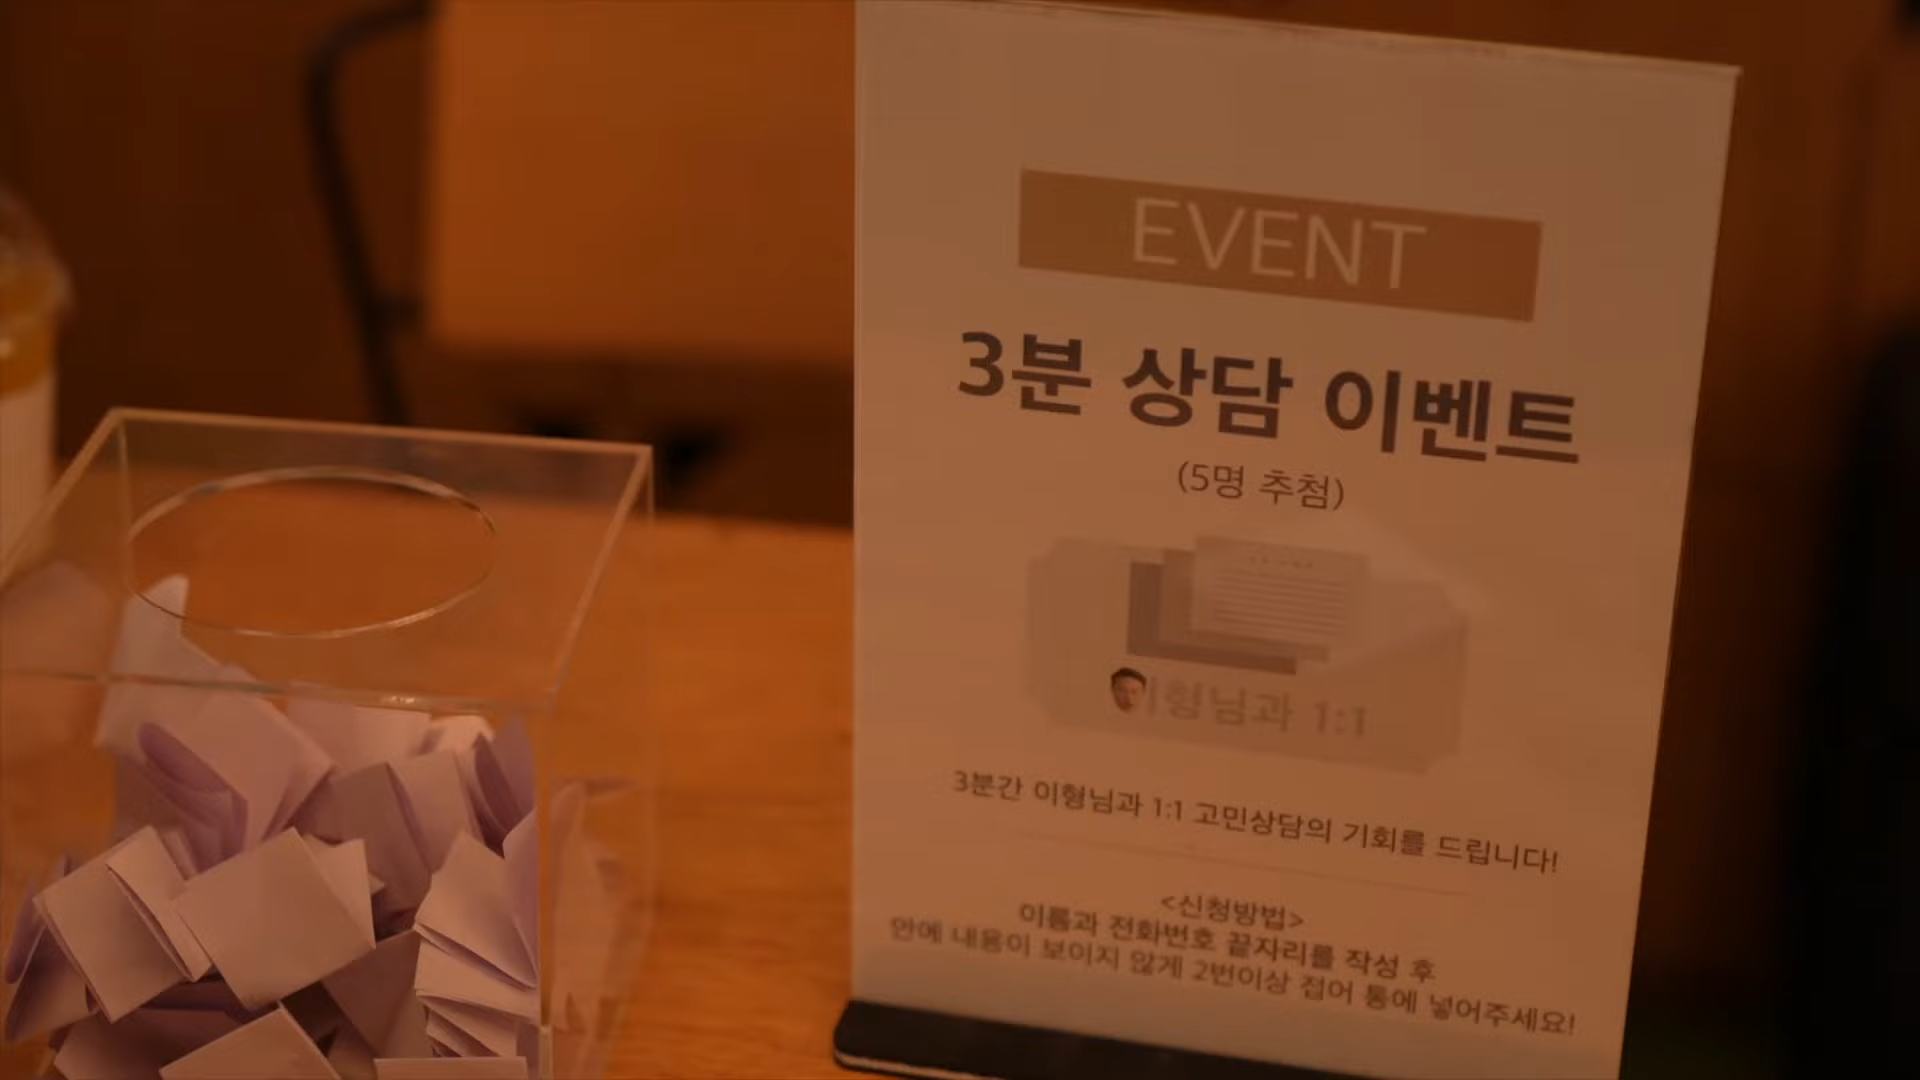 EVENT
3분 상담 이벤트
(5명 추첨)
이형님과 1:1
3분간 이형님과 1:1 고민상담의 기회를 드립니다!
<신청방법>
이름과 전화번호 끝자리를 작성 후
안에 내용이 보이지 않게 2번이상 접어 통에 넣어주세요!